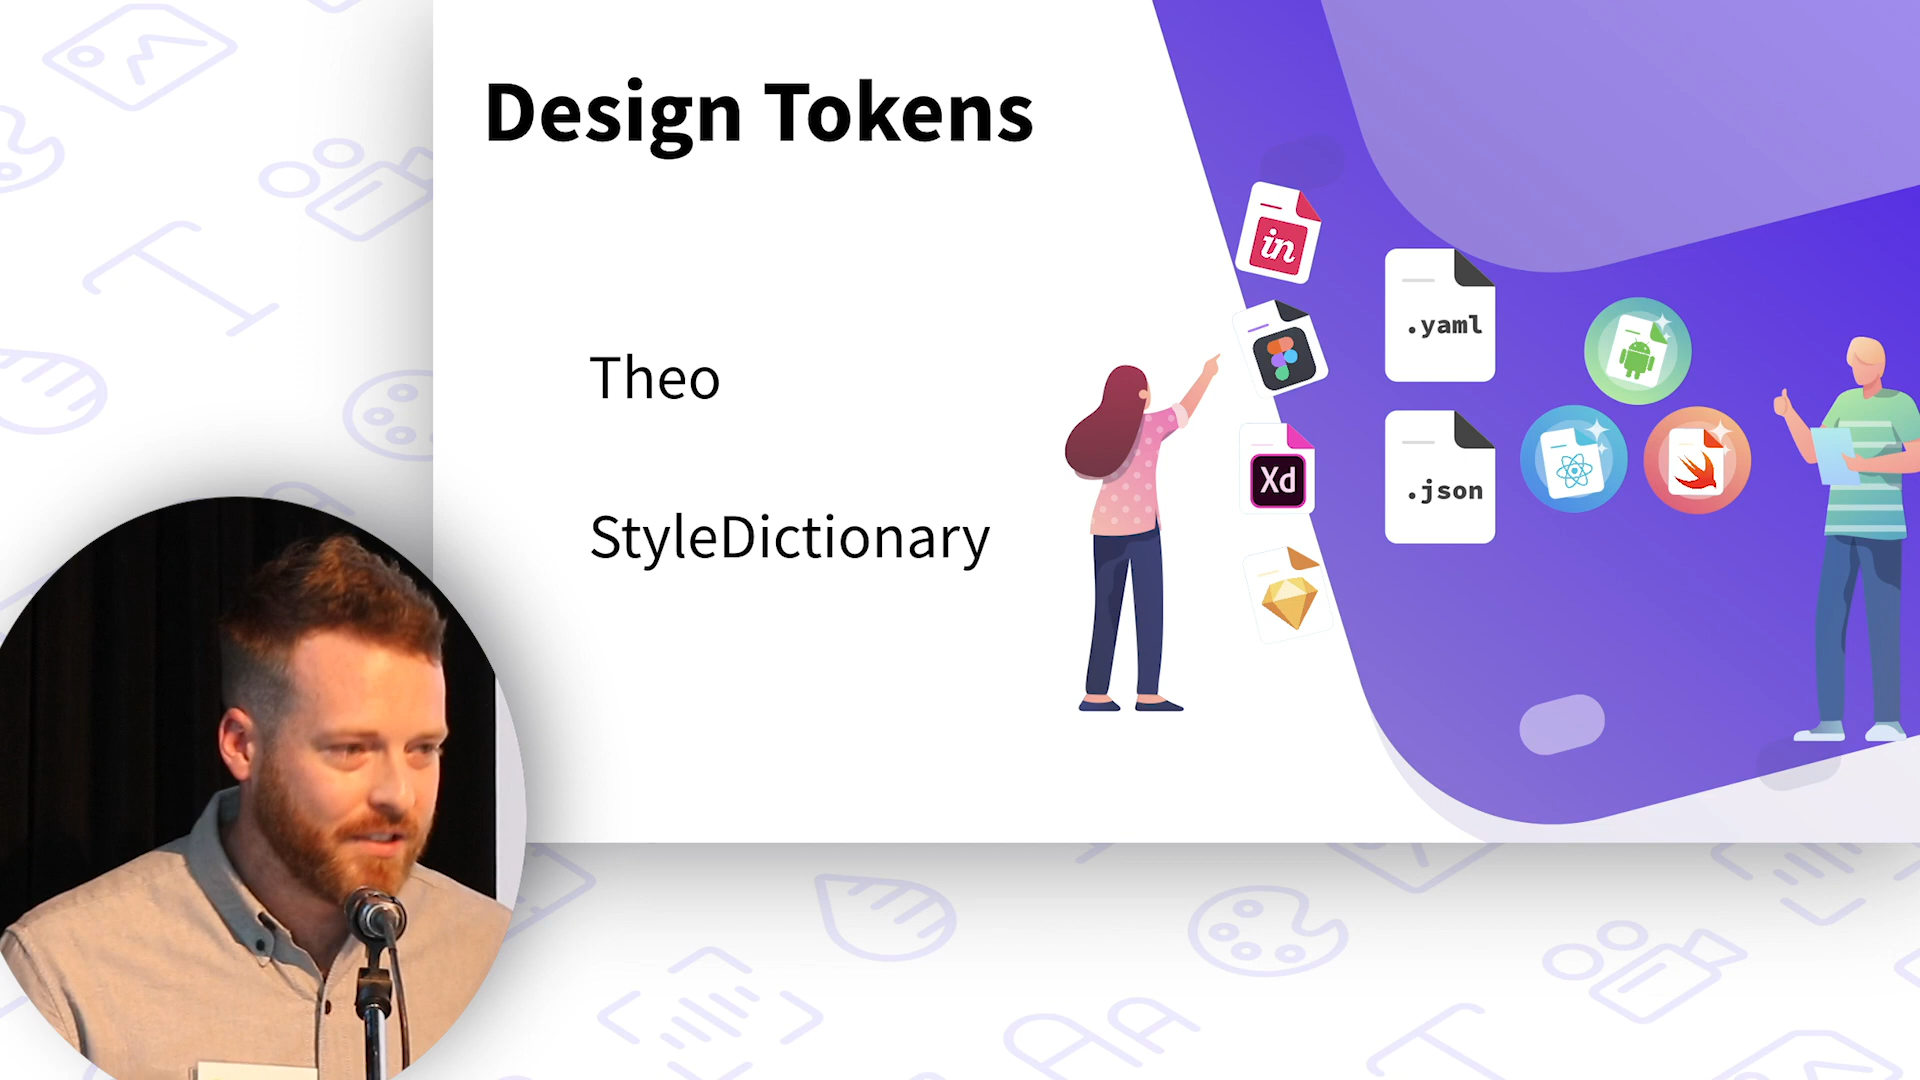 Design Tokens
Theo
StyleDictionary
in
Xd
.yaml
.json